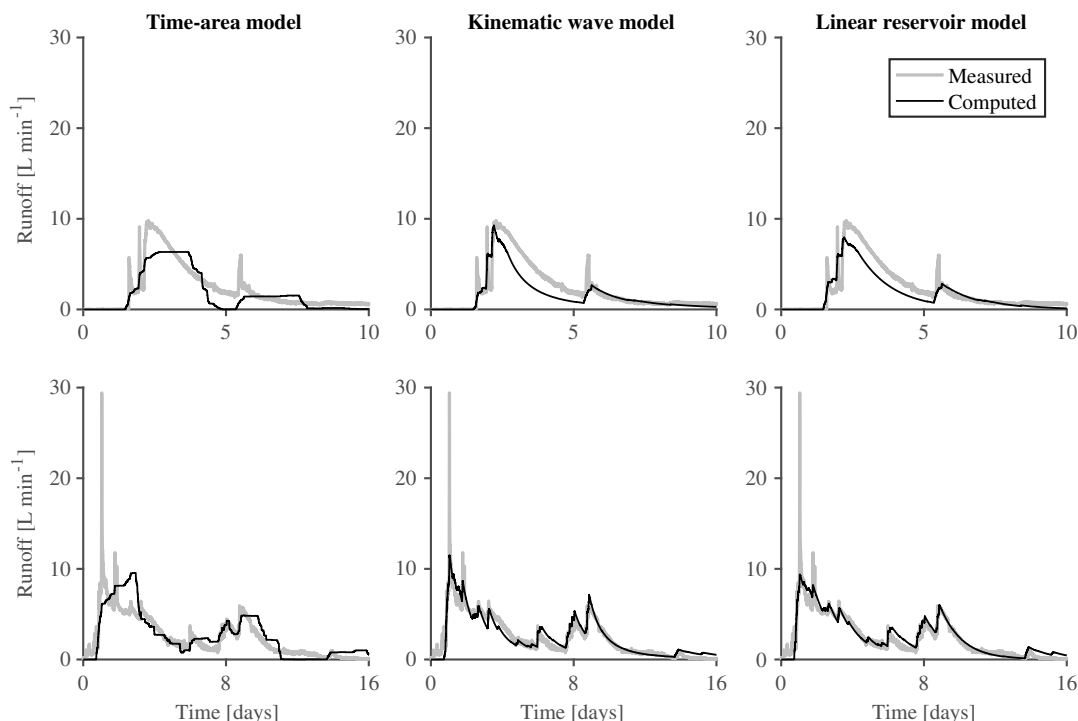 Time-area model
Kinematic wave model
Linear reservoir model
Measured
Computed
Runoff [L min⁻¹]
30
20
10
0
0 5 10
30
20
10
0
0 5 10
30
20
10
0
0 5 10
Runoff [L min⁻¹]
30
20
10
0
0 8 16
30
20
10
0
0 8 16
30
20
10
0
0 8 16
Time [days]
Time [days]
Time [days]